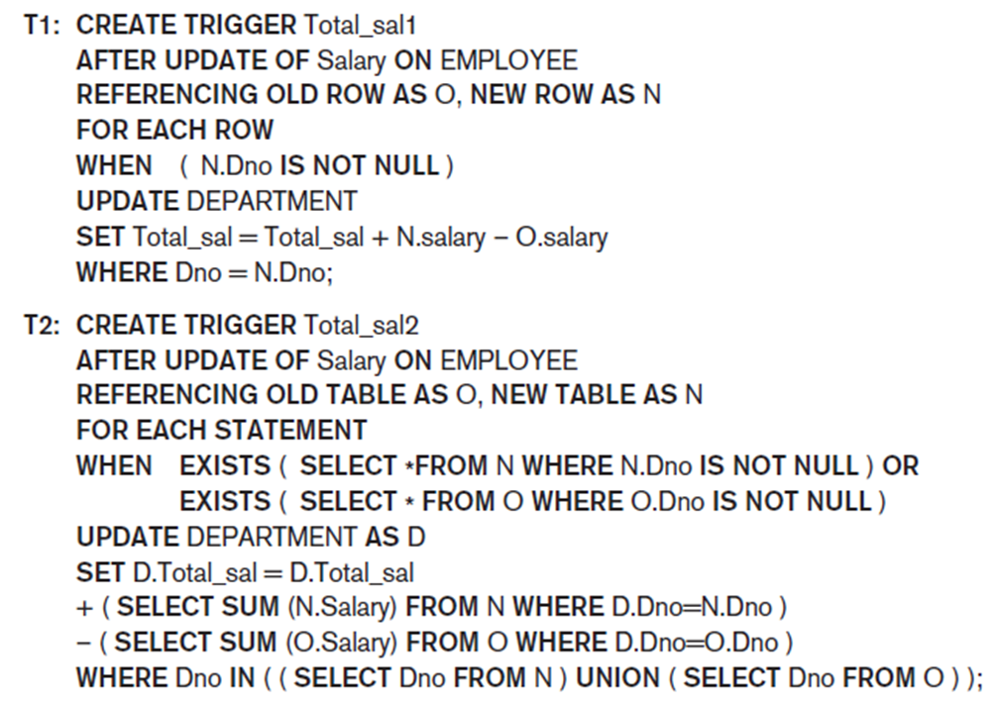 T1: CREATE TRIGGER Total_sal1
AFTER UPDATE OF Salary ON EMPLOYEE
REFERENCING OLD ROW AS O, NEW ROW AS N
FOR EACH ROW
WHEN ( N.Dno IS NOT NULL )
UPDATE DEPARTMENT
SET Total_sal = Total_sal + N.salary – O.salary
WHERE Dno = N.Dno;
T2: CREATE TRIGGER Total_sal2
AFTER UPDATE OF Salary ON EMPLOYEE
REFERENCING OLD TABLE AS O, NEW TABLE AS N
FOR EACH STATEMENT
WHEN EXISTS ( SELECT *FROM N WHERE N.Dno IS NOT NULL ) OR
EXISTS ( SELECT * FROM O WHERE O.Dno IS NOT NULL )
UPDATE DEPARTMENT AS D
SET D.Total_sal = D.Total_sal
+ ( SELECT SUM (N.Salary) FROM N WHERE D.Dno=N.Dno )
– ( SELECT SUM (O.Salary) FROM O WHERE D.Dno=O.Dno )
WHERE Dno IN ( ( SELECT Dno FROM N ) UNION ( SELECT Dno FROM O ) );